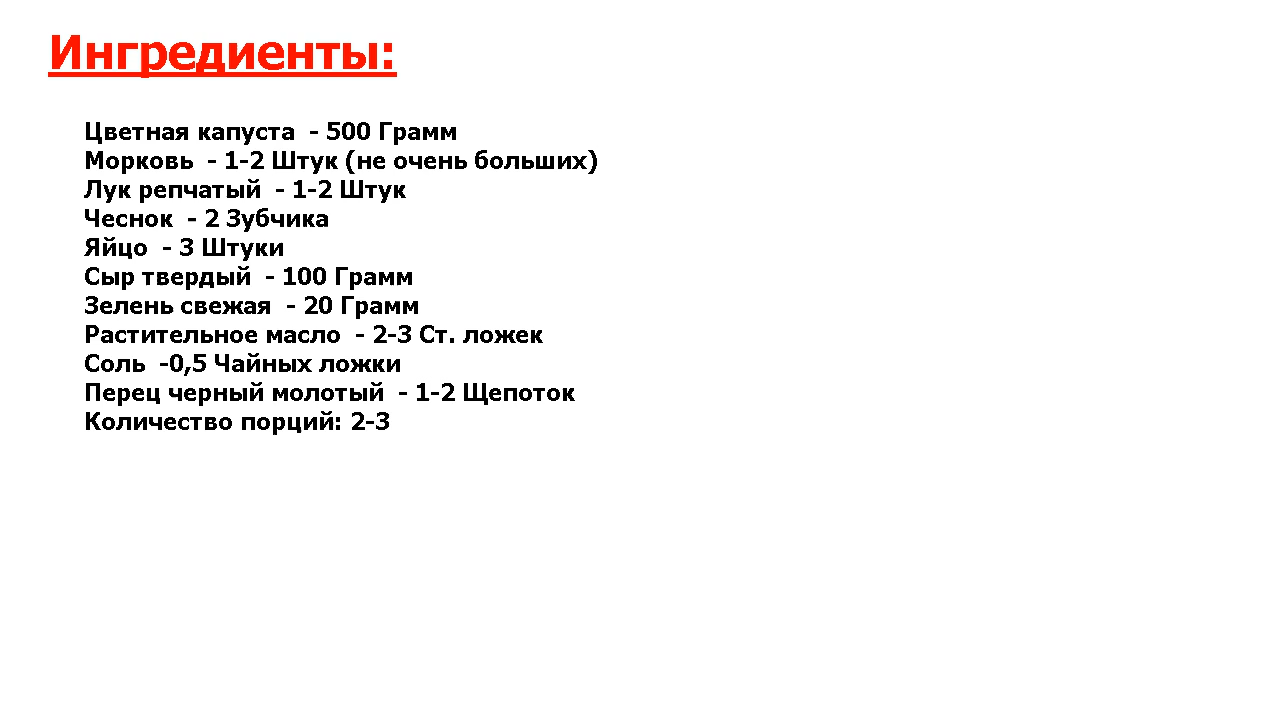 Ингредиенты:
Цветная капуста  - 500 Грамм
Морковь  - 1-2 Штук (не очень больших)
Лук репчатый  - 1-2 Штук
Чеснок  - 2 Зубчика
Яйцо  - 3 Штуки
Сыр твердый  - 100 Грамм
Зелень свежая  - 20 Грамм
Растительное масло  - 2-3 Ст. ложек
Соль  -0,5 Чайных ложки
Перец черный молотый  - 1-2 Щепоток
Количество порций: 2-3